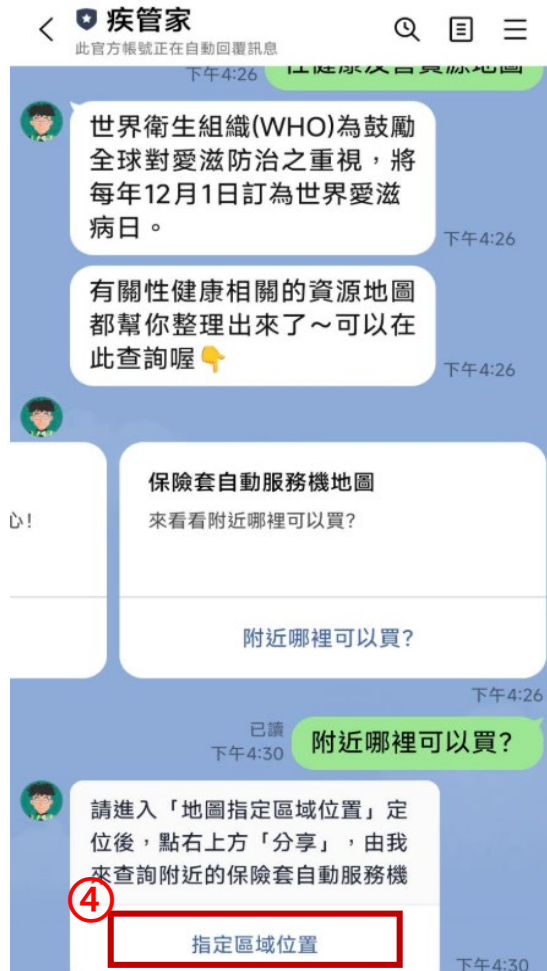 疾管家
此官方帳號正在自動回覆訊息
下午4:26
世界衛生組織(WHO)為鼓勵
全球對愛滋防治之重視，將
每年12月1日訂為世界愛滋
病日。
下午4:26
有關性健康相關的資源地圖
都幫你整理出來了～可以在
此查詢喔👇
下午4:26
心!
保險套自動服務機地圖
來看看附近哪裡可以買?
附近哪裡可以買?
下午4:26
已讀
下午4:30
附近哪裡可以買？
請進入「地圖指定區域位置」定
位後，點右上方「分享」，由我
來查詢附近的保險套自動服務機
④
指定區域位置
下午4:30